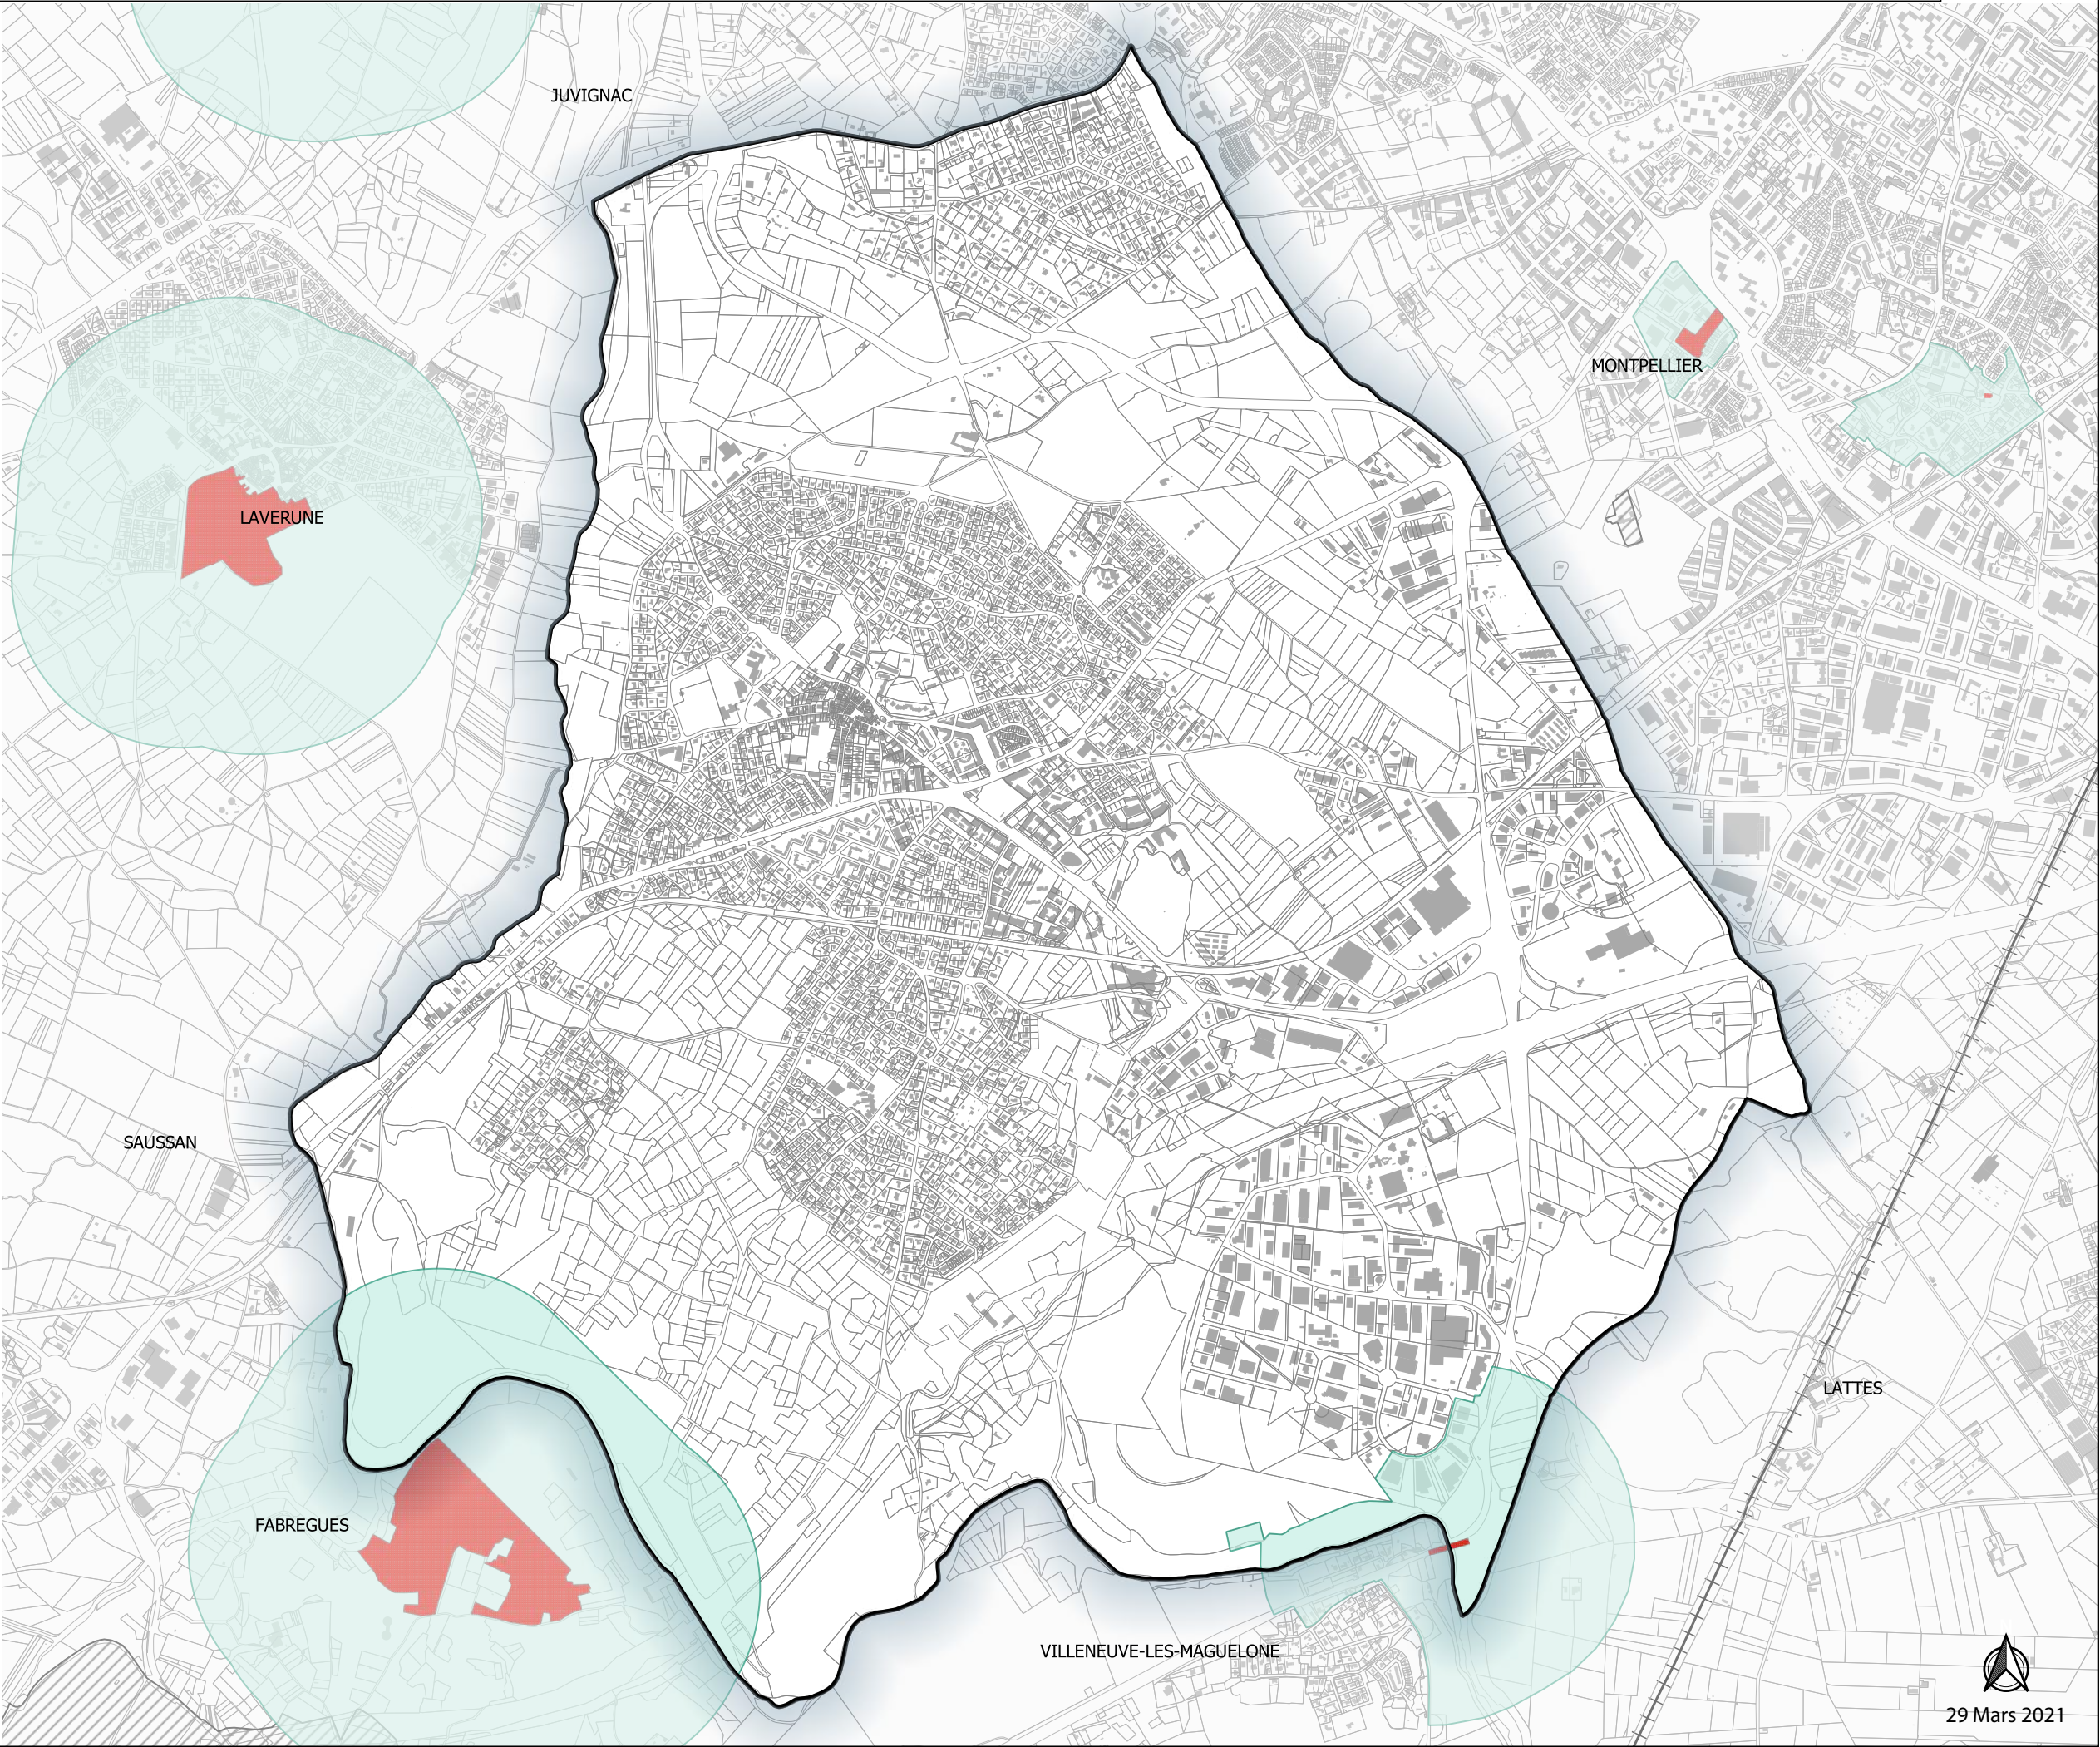 JUVIGNAC
MONTPELLIER
LAVERUNE
SAUSSAN
LATTES
FABREGUES
VILLENEUVE-LES-MAGUELONE
29 Mars 2021